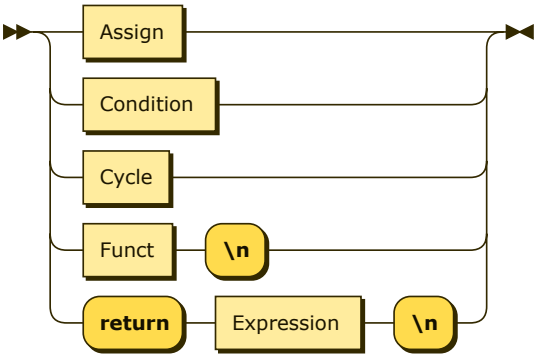 Assign
Condition
Cycle
Funct \n
return Expression \n